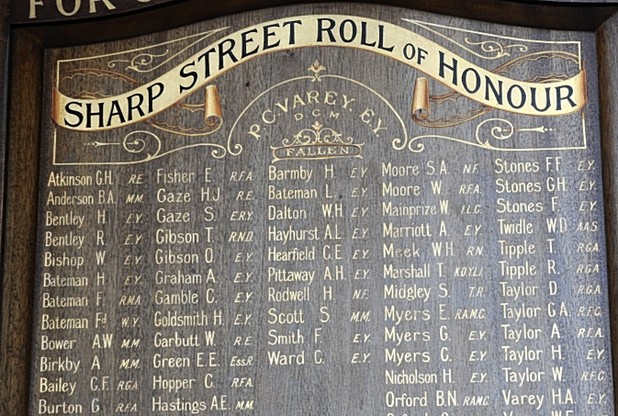 FOR
SHARP STREET ROLL OF HONOUR
P.C. VAREY. E.Y.
D C M
FALLEN
Atkinson G.H. R.E.
Anderson B.A. M.M.
Bentley H E.Y.
Bentley R E.Y.
Bishop W E.Y.
Bateman H E.Y.
Bateman F. R.M.A.
Bateman Fd W.Y.
Bower A.W. M.M.
Birkby A M.M.
Bailey C.F. R.G.A.
Burton G R.F.A.
Fisher E. R.F.A.
Gaze H.J. R.E.
Gaze S. E.R.Y.
Gibson T. R.N.D.
Gibson O. E.Y.
Graham A. E.Y.
Gamble C. E.Y.
Goldsmith H. E.Y.
Garbutt W. R.E.
Green E.E. Ess.R.
Hopper C. R.F.A.
Hastings A.E. M.M.
Barmby H E.Y.
Bateman L. E.Y.
Dalton W.H E.Y.
Hayhurst A.L E.Y.
Hearfield C.E E.Y.
Pittaway A.H E.Y.
Rodwell H N.F.
Scott S M.M.
Smith F. E.Y.
Ward C. E.Y.
Moore S.A. N.F.
Moore W. R.F.A.
Mainprize W. I.L.C.
Marriott A E.Y.
Meek W.H. R.N
Marshall T. K.O.Y.L.I.
Midgley S. T.R.
Myers E. R.A.M.C.
Myers G. E.Y.
Myers C. E.Y.
Nicholson H. E.Y.
Orford B.N. R.A.M.C
Stones F.F. E.Y.
Stones G.H E.Y.
Stones F. E.Y.
Twidle W.D A.A.S.
Tipple T. R.G.A.
Tipple R. R.G.A
Taylor D R.G.A.
Taylor G.A. R.F.C.
Taylor A. R.F.A.
Taylor H. E.Y.
Taylor W. R.F.C.
Varey H.A. E.Y.